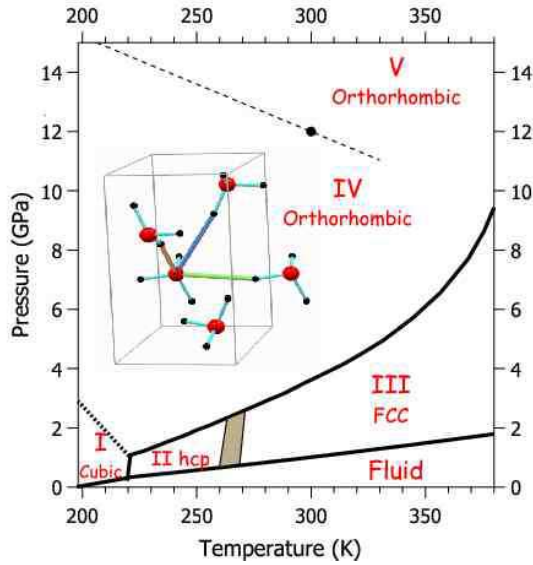 200 250 300 350
14 14
12 12
10 10
8 8
6 6
4 4
2 2
0 0
V
Orthorhombic
IV
Orthorhombic
III
FCC
I
Cubic
II hcp
Fluid
Pressure (GPa)
200 250 300 350
Temperature (K)